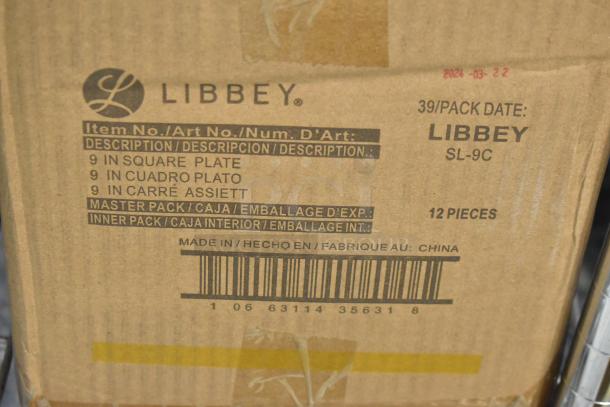 LIBBEY®
2024-03-22
39/PACK DATE:
Item No./Art No./Num. D'Art:
LIBBEY
DESCRIPTION/DESCRIPCION/DESCRIPTION.:
SL-9C
9 IN SQUARE PLATE
9 IN CUADRO PLATO
9 IN CARRÉ ASSIETT
MASTER PACK/CAJA/EMBALLAGE D'EXP.:
12 PIECES
INNER PACK/CAJA INTERIOR/EMBALLAGE INT.:
MADE IN/HECHO EN/FABRIQUE AU: CHINA
1 06 63114 35631 8